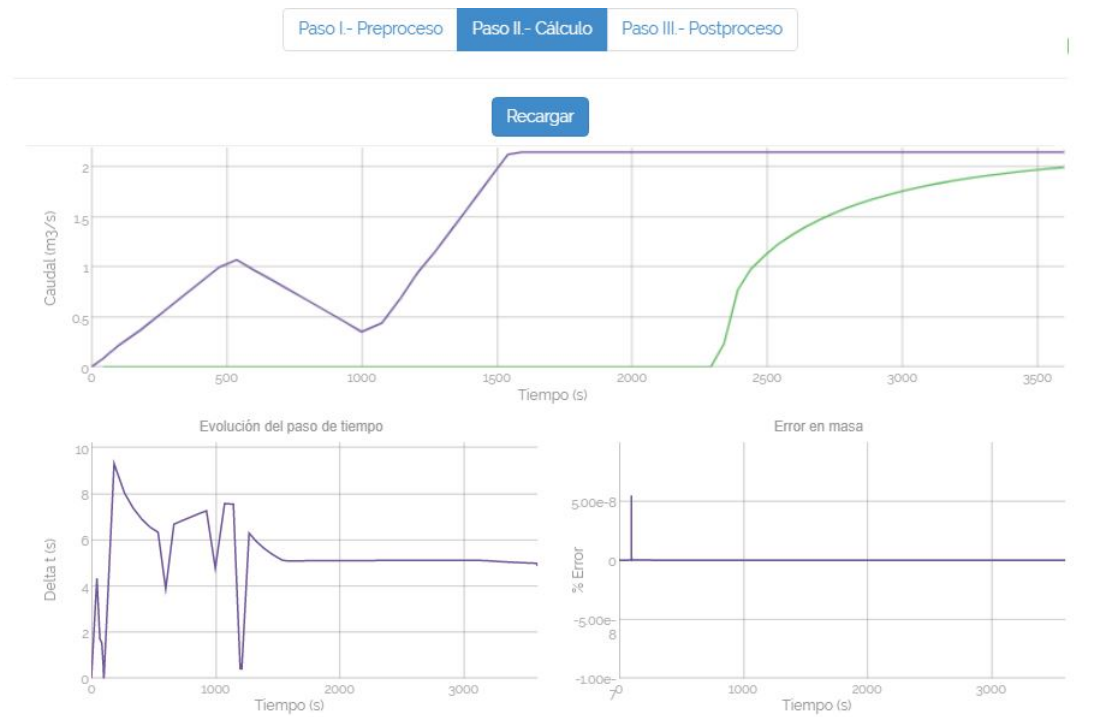 Paso I.- Preproceso Paso II.- Cálculo Paso III.- Postproceso
Recargar
Caudal (m3/s)
2
1.5
1
0.5
0
0 500 1000 1500 2000 2500 3000 3500
Tiempo (s)
Evolución del paso de tiempo
Delta t (s)
10
8
6
4
2
0
0 1000 2000 3000
Tiempo (s)
Error en masa
% Error
5.00e-8
0
-5.00e-
8
-1.00e-
7
0 1000 2000 3000
Tiempo (s)